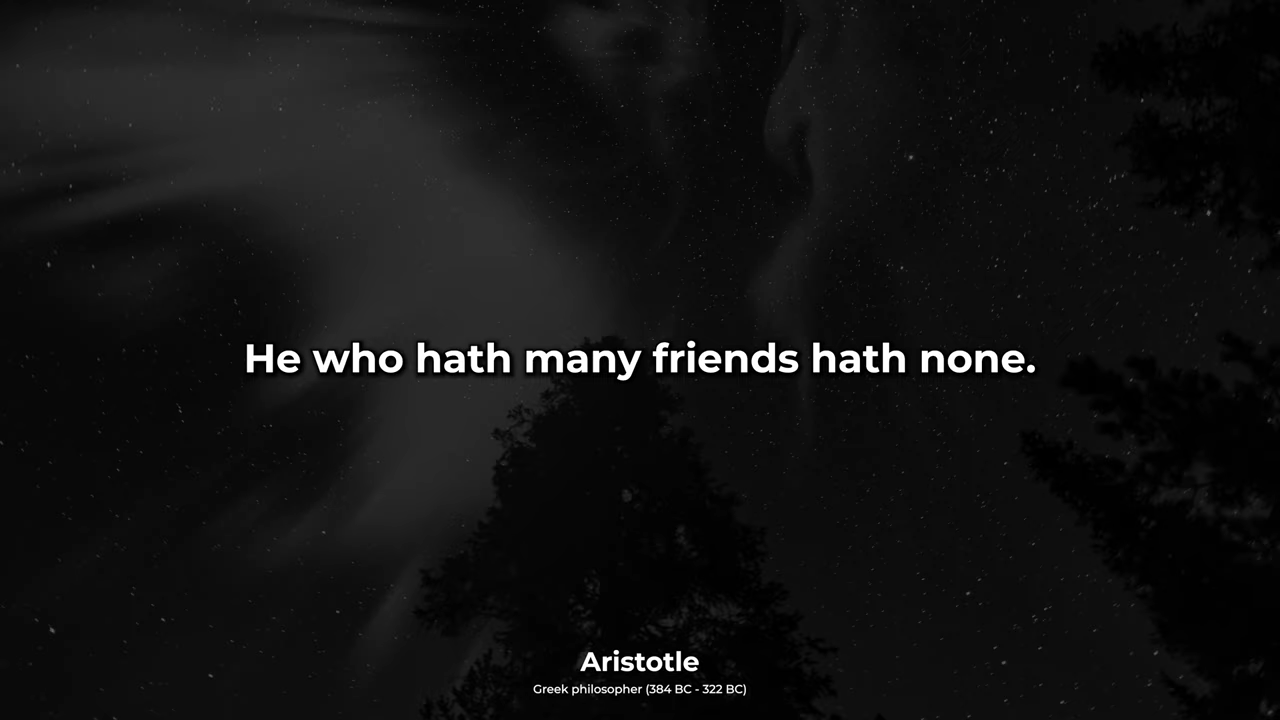 He who hath many friends hath none.
Aristotle
Greek philosopher (384 BC - 322 BC)